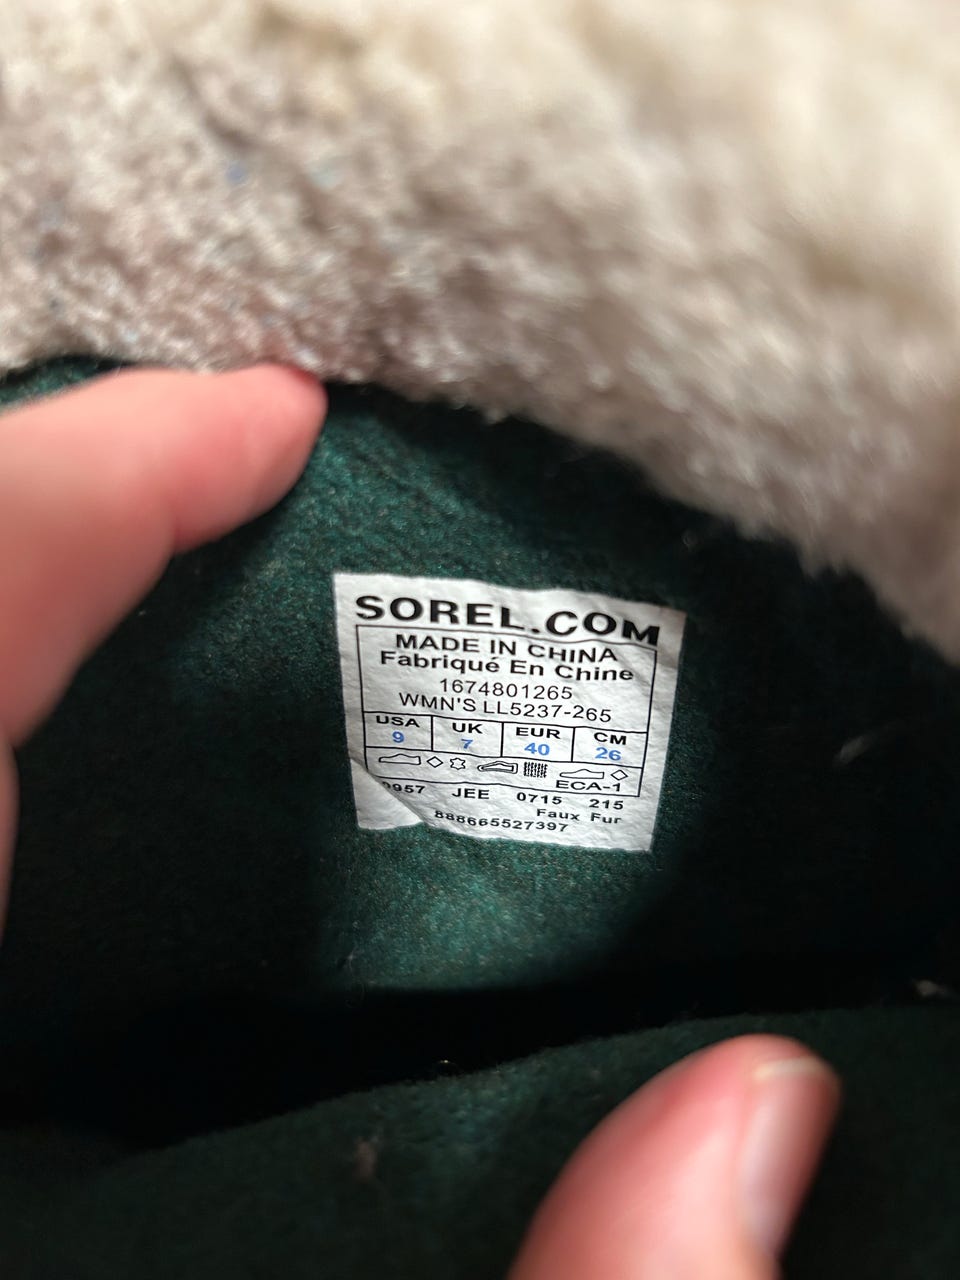 SOREL.COM
MADE IN CHINA
Fabriqué En Chine
1674801265
WMN'S LL5237-265
USA UK EUR CM
9 7 40 26
ECA-1
0957 JEE 0715 215
Faux Fur
888665527397